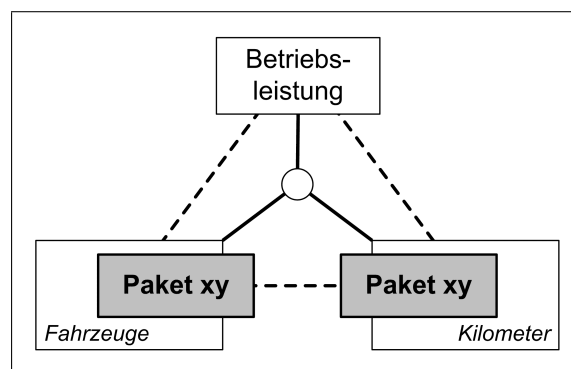 Betriebs-
leistung
Paket xy
Paket xy
Fahrzeuge
Kilometer